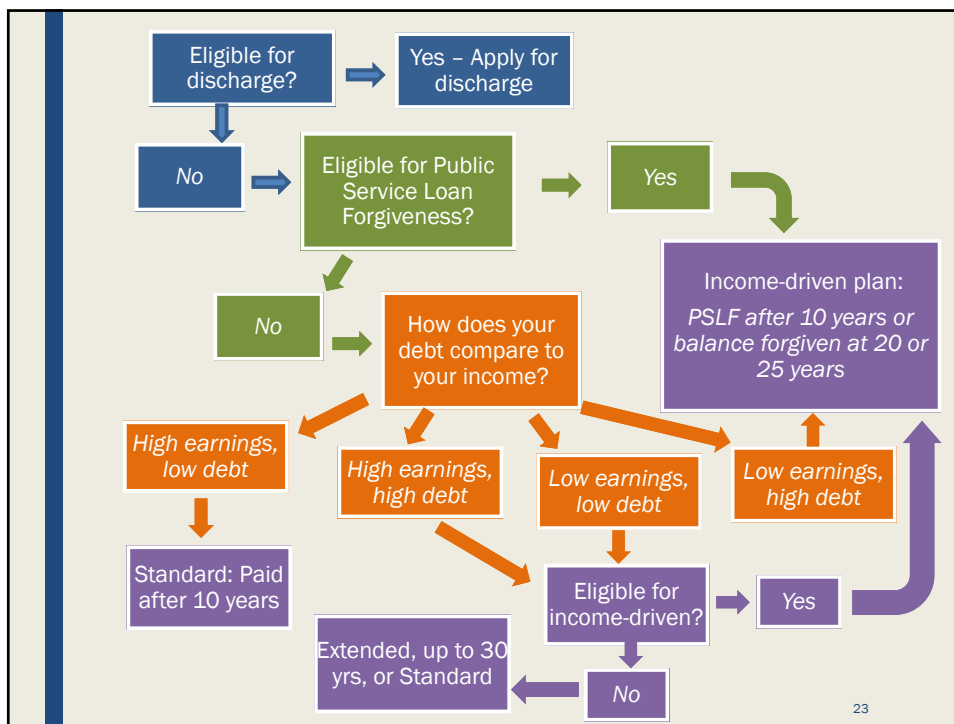 Eligible for
discharge?
Yes – Apply for
discharge
No
Eligible for Public
Service Loan
Forgiveness?
Yes
Income-driven plan:
PSLF after 10 years or
balance forgiven at 20 or
25 years
No
How does your
debt compare to
your income?
High earnings,
low debt
High earnings,
high debt
Low earnings,
low debt
Low earnings,
high debt
Standard: Paid
after 10 years
Eligible for
income-driven?
Yes
Extended, up to 30
yrs, or Standard
No
23